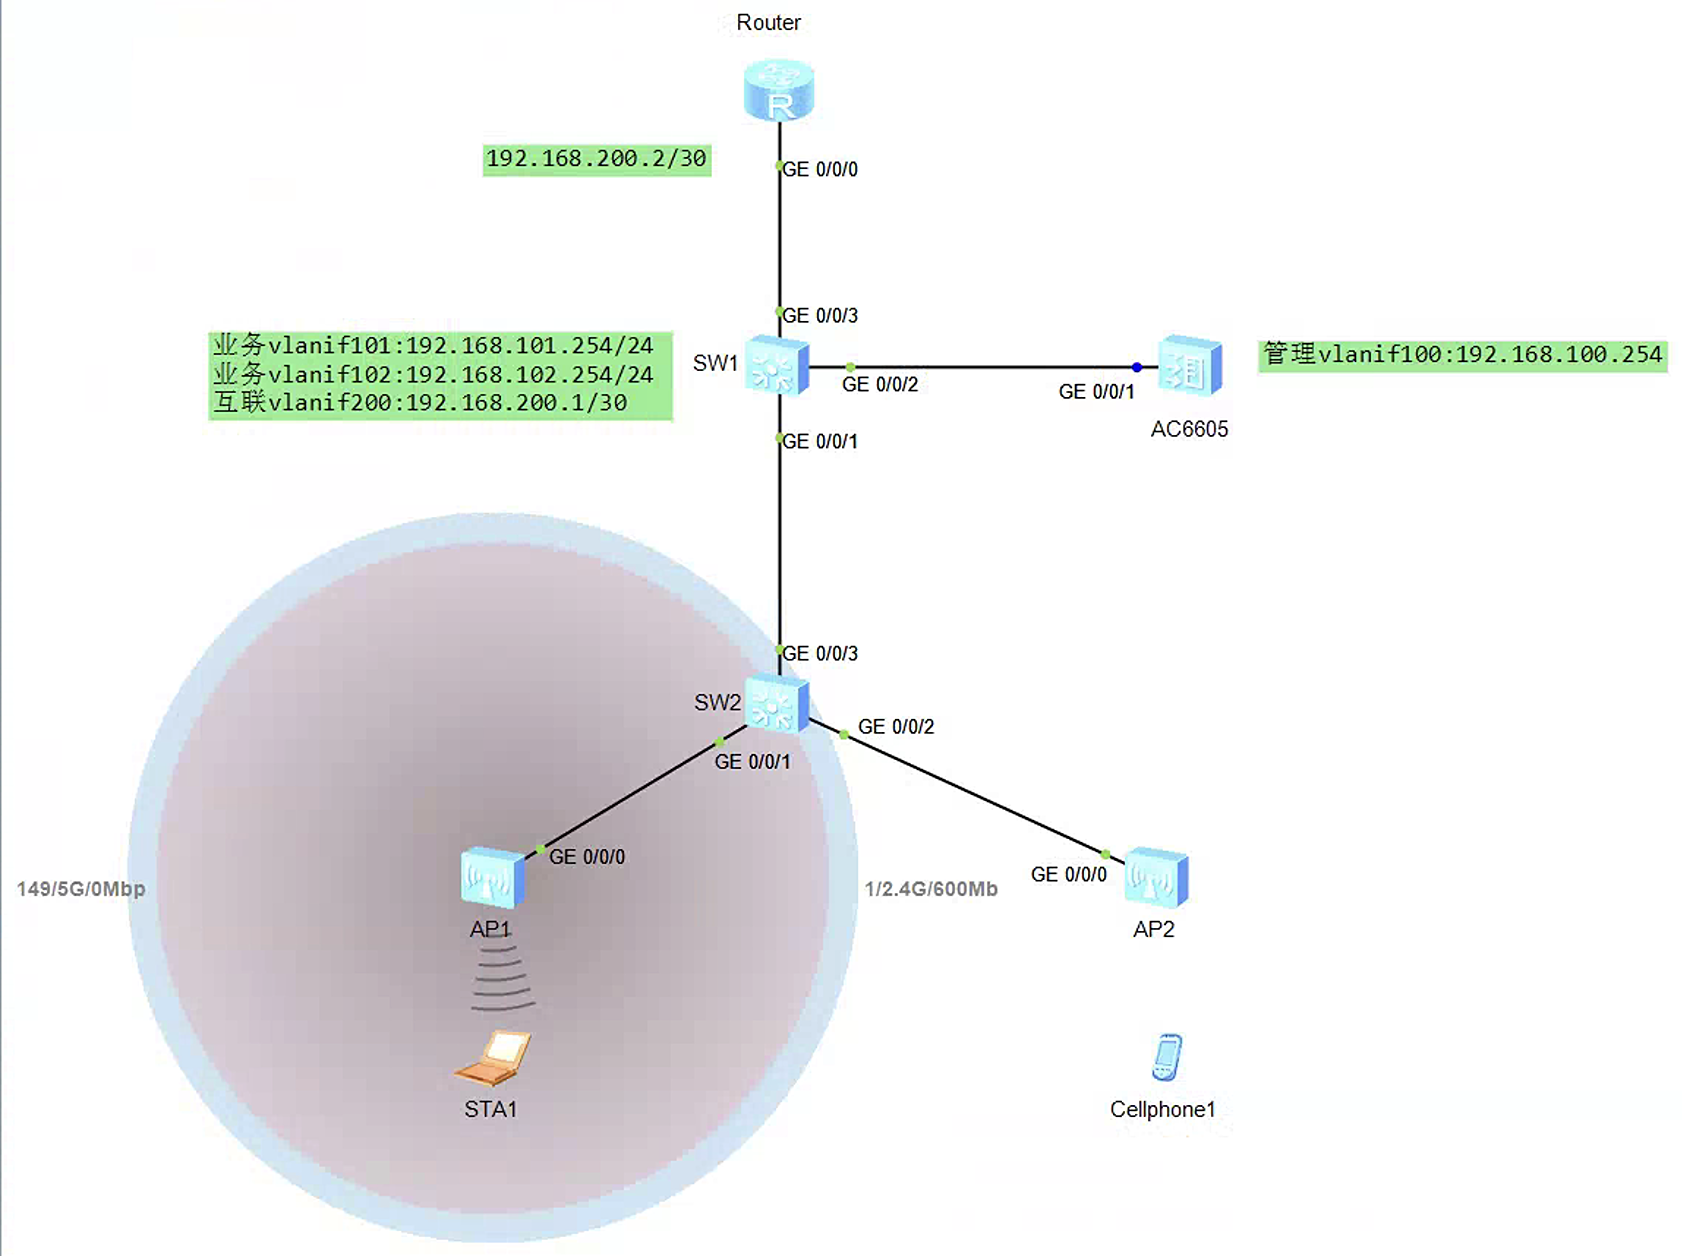 Router
192.168.200.2/30
GE 0/0/0
GE 0/0/3
业务vlanif101:192.168.101.254/24
业务vlanif102:192.168.102.254/24
互联vlanif200:192.168.200.1/30
SW1
GE 0/0/2
GE 0/0/1
管理vlanif100:192.168.100.254
AC6605
GE 0/0/1
GE 0/0/3
SW2
GE 0/0/2
GE 0/0/1
GE 0/0/0
GE 0/0/0
149/5G/0Mbp
1/2.4G/600Mb
AP1
AP2
STA1
Cellphone1